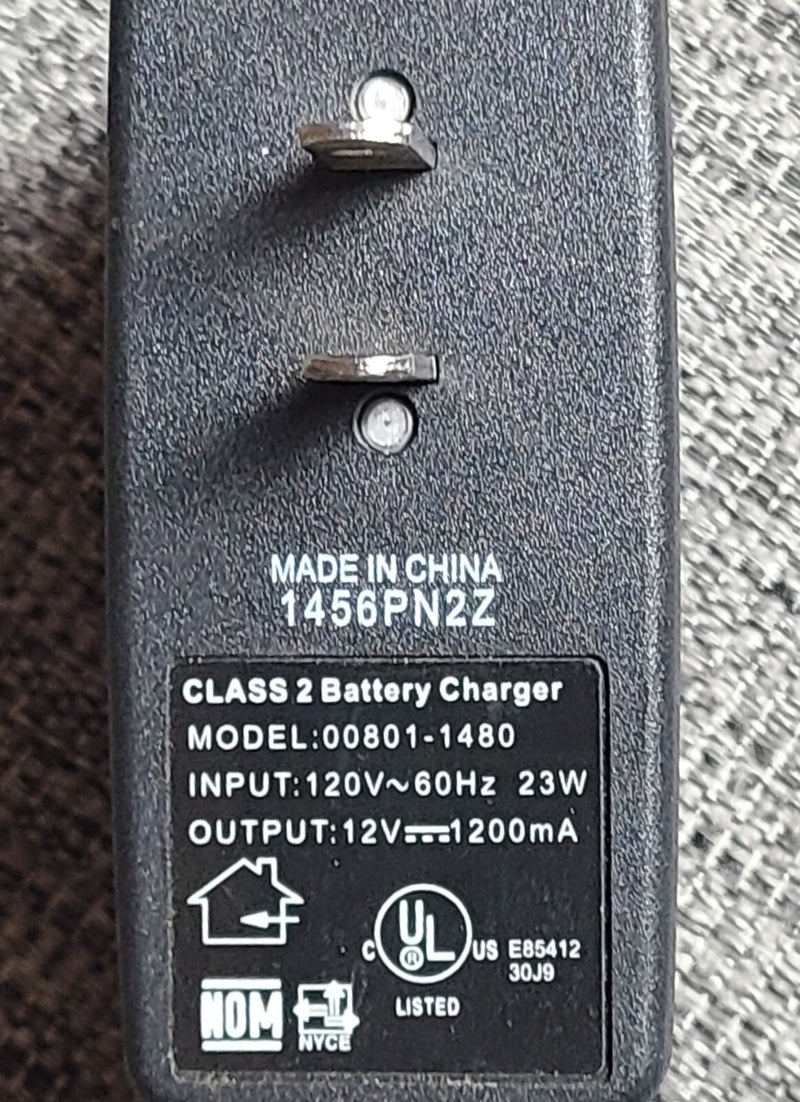 MADE IN CHINA
1456PN2Z
CLASS 2 Battery Charger
MODEL:00801-1480
INPUT:120V~60Hz 23W
OUTPUT:12V⎓1200mA
C UL ® US E85412
30J9
LISTED
NOM
NYCE